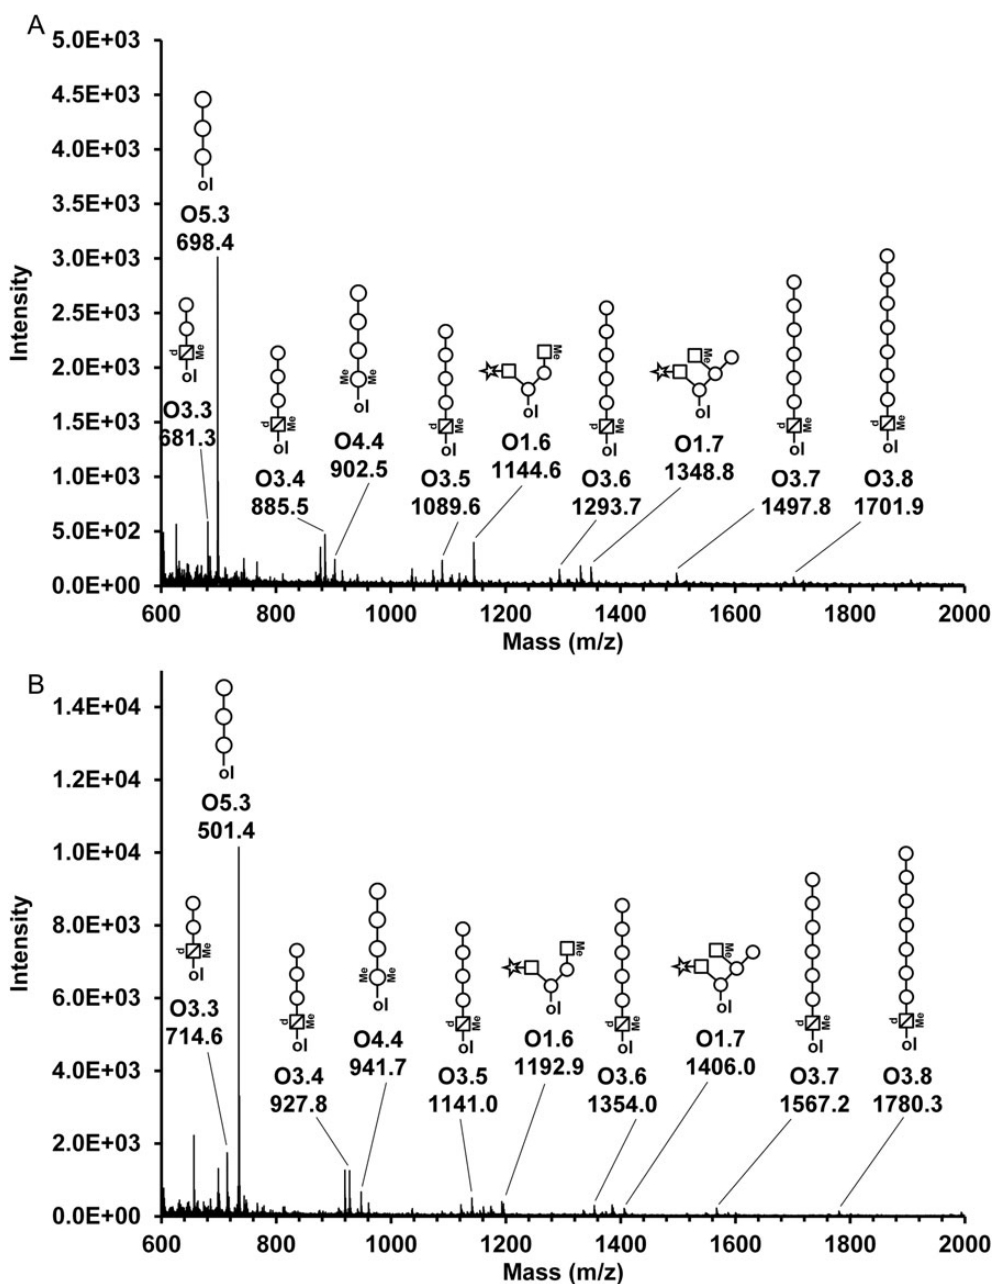 A
5.0E+03
4.5E+03
4.0E+03
3.5E+03
3.0E+03
2.5E+03
2.0E+03
1.5E+03
1.0E+03
5.0E+02
0.0E+00
Intensity
600 800 1000 1200 1400 1600 1800 2000
Mass (m/z)
ol
O5.3
698.4
P Me
ol
O3.3
681.3
P Me
ol
O3.4
885.5
Me Me
ol
O4.4
902.5
P Me
ol
O3.5
1089.6
Me
ol
O1.6
1144.6
P Me
ol
O3.6
1293.7
Me
ol
O1.7
1348.8
P Me
ol
O3.7
1497.8
P Me
ol
O3.8
1701.9
B
1.4E+04
1.2E+04
1.0E+04
8.0E+03
6.0E+03
4.0E+03
2.0E+03
0.0E+00
Intensity
600 800 1000 1200 1400 1600 1800 2000
Mass (m/z)
ol
O5.3
501.4
P Me
ol
O3.3
714.6
P Me
ol
O3.4
927.8
Me Me
ol
O4.4
941.7
P Me
ol
O3.5
1141.0
Me
ol
O1.6
1192.9
P Me
ol
O3.6
1354.0
Me
ol
O1.7
1406.0
P Me
ol
O3.7
1567.2
P Me
ol
O3.8
1780.3